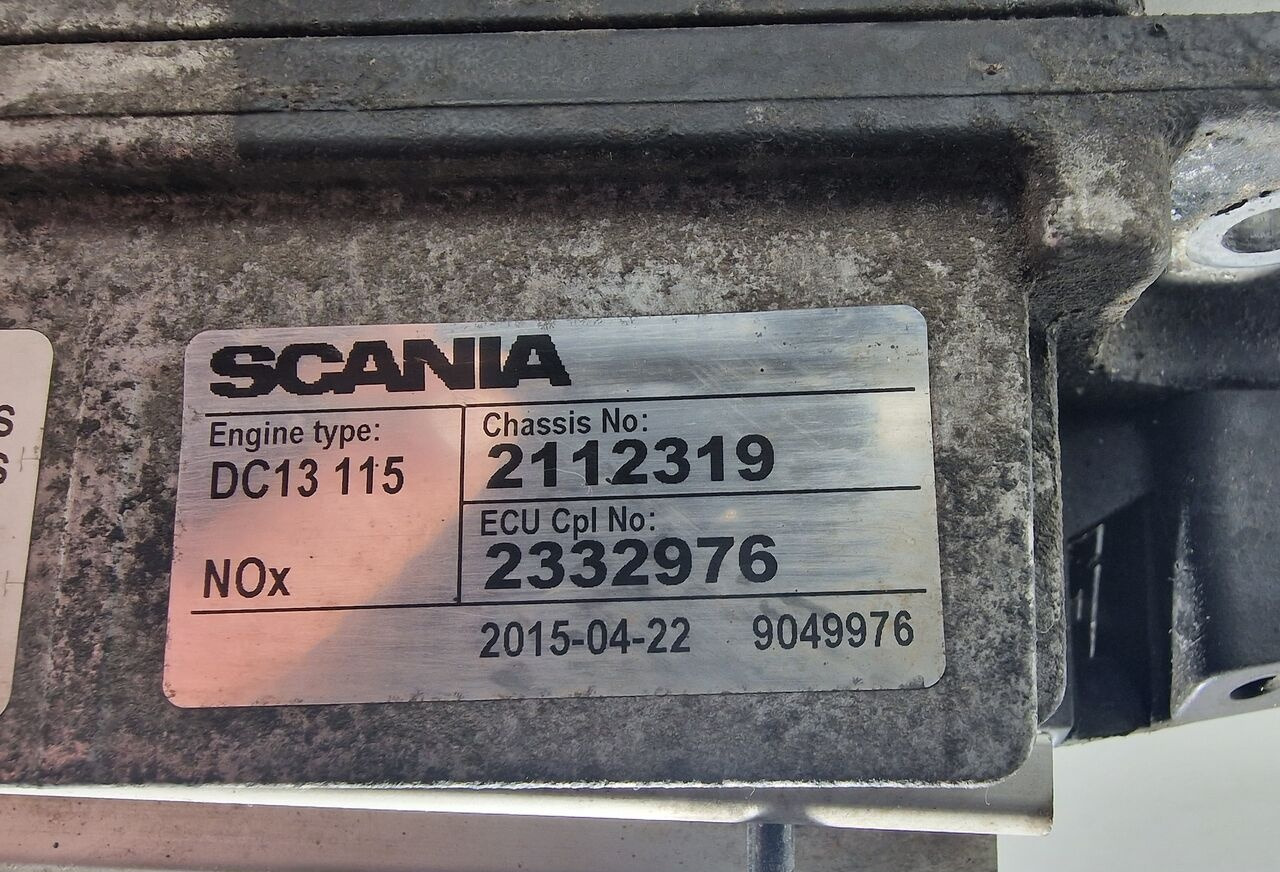 SCANIA
Engine type:
DC13 115
NOx
Chassis No:
2112319
ECU Cpl No:
2332976
2015-04-22 9049976
S
S